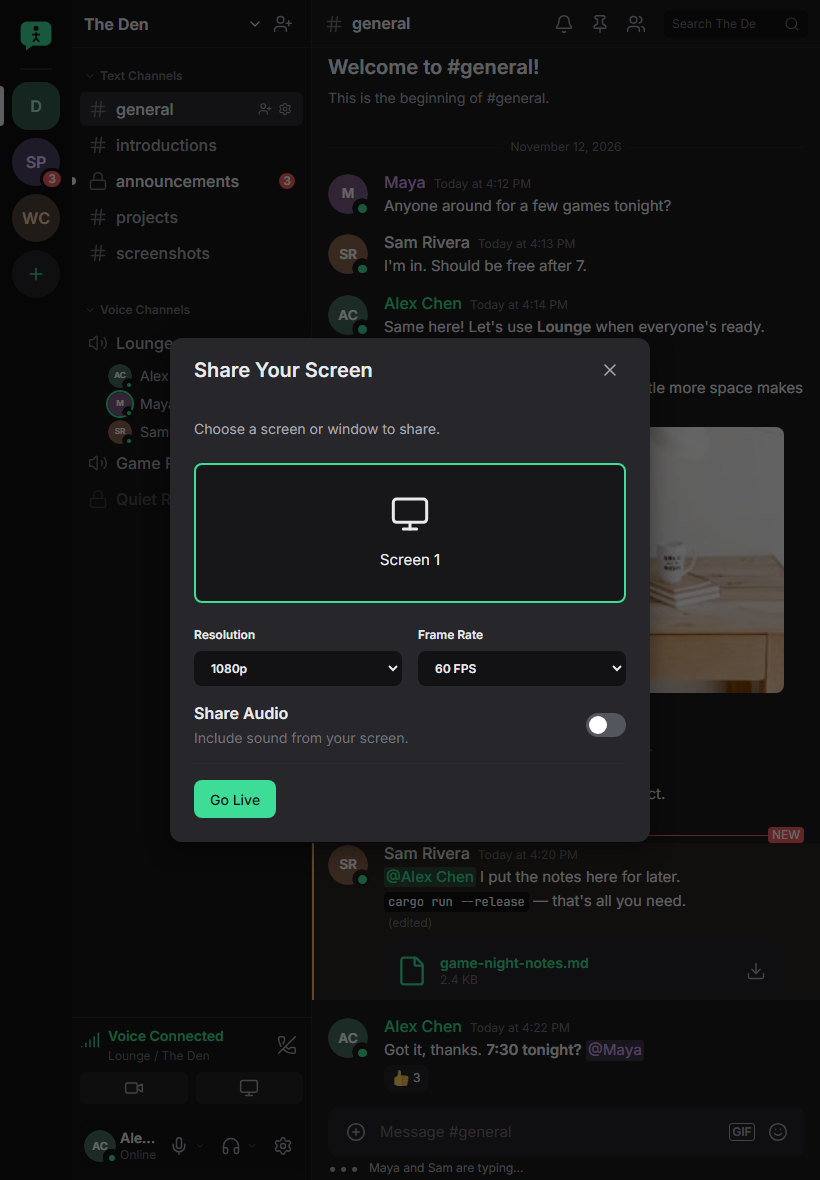 The Den
general
Search The De
D
SP
3
WC
Text Channels
general
introductions
announcements
3
projects
screenshots
Voice Channels
Lounge
AC
Alex
M
Maya
SR
Sam
Game
Quiet
Welcome to #general!
This is the beginning of #general.
November 12, 2026
M
Maya Today at 4:12 PM
Anyone around for a few games tonight?
SR
Sam Rivera Today at 4:13 PM
I'm in. Should be free after 7.
AC
Alex Chen Today at 4:14 PM
Same here! Let's use Lounge when everyone's ready.
more space makes
Share Your Screen
Choose a screen or window to share.
Screen 1
Resolution
Frame Rate
1080p
60 FPS
Share Audio
Include sound from your screen.
Go Live
NEW
SR
Sam Rivera Today at 4:20 PM
@Alex Chen I put the notes here for later.
cargo run --release — that's all you need.
(edited)
game-night-notes.md
2.4 KB
AC
Alex Chen Today at 4:22 PM
Got it, thanks. 7:30 tonight? @Maya
👍 3
Voice Connected
Lounge / The Den
AC
Ale...
Online
Message #general
GIF
Maya and Sam are typing...